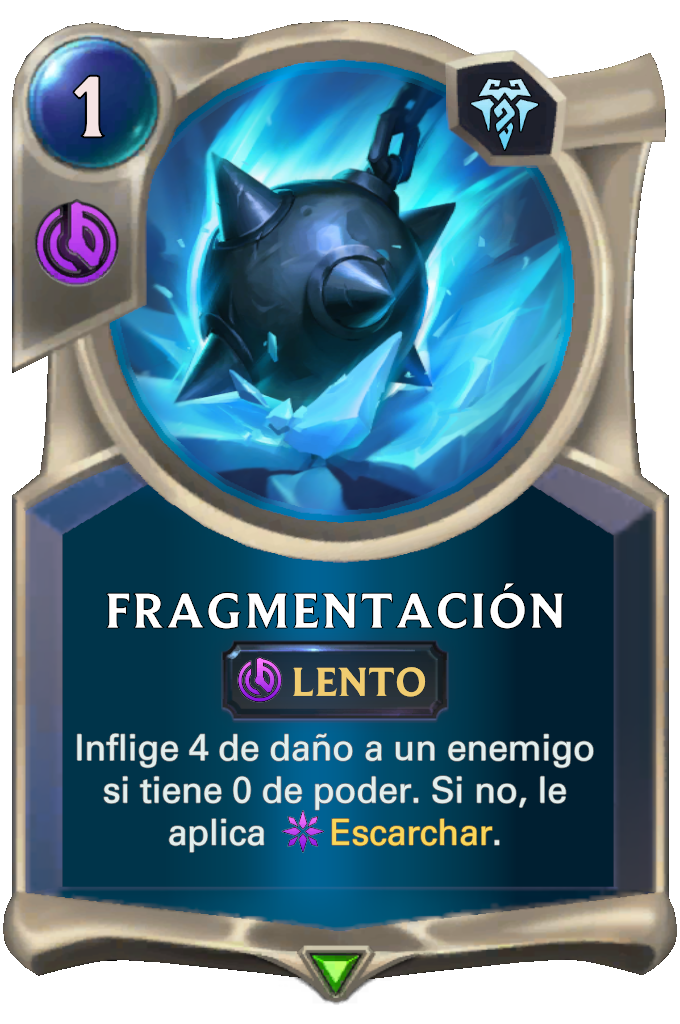 1
FRAGMENTACIÓN
LENTO
Inflige 4 de daño a un enemigo
si tiene 0 de poder. Si no, le
aplica Escarchar.